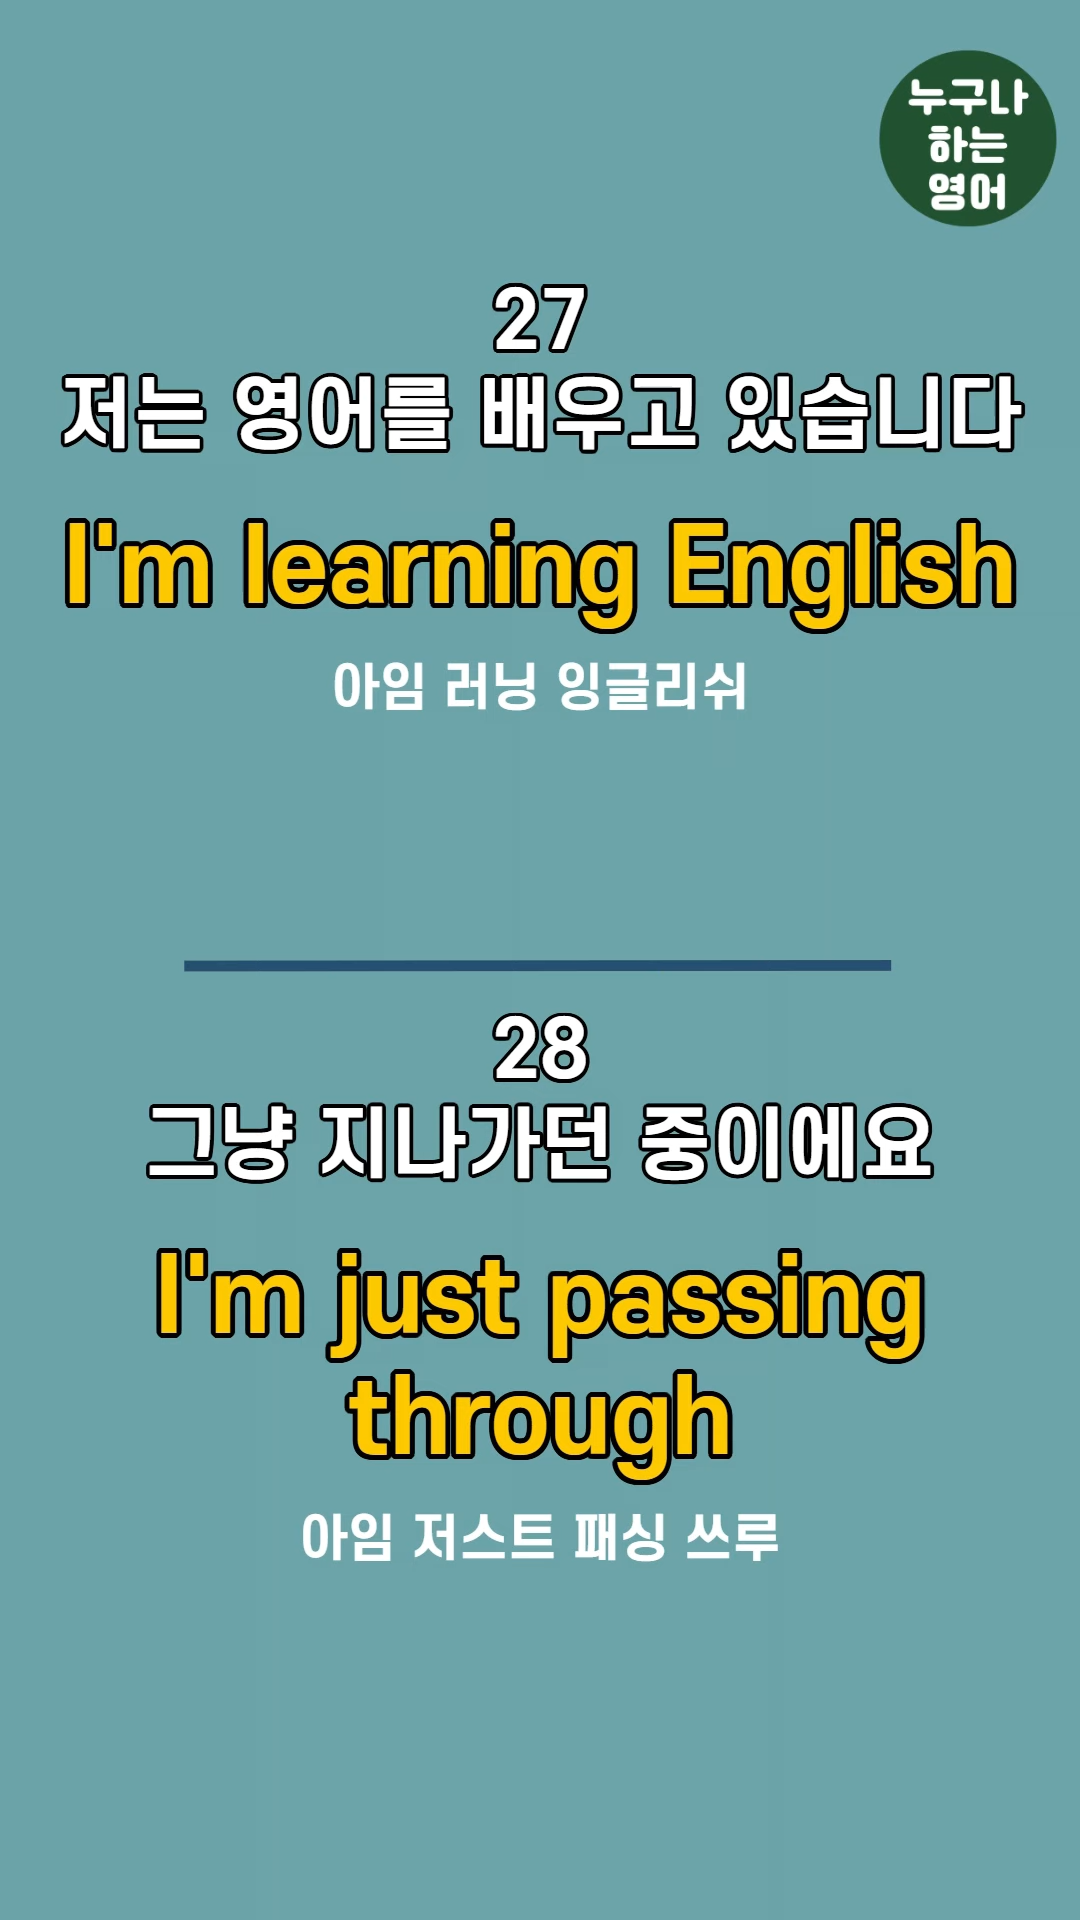 누구나
하는
영어
27
저는 영어를 배우고 있습니다
I'm learning English
아임 러닝 잉글리쉬
28
그냥 지나가던 중이에요
I'm just passing
through
아임 저스트 패싱 쓰루